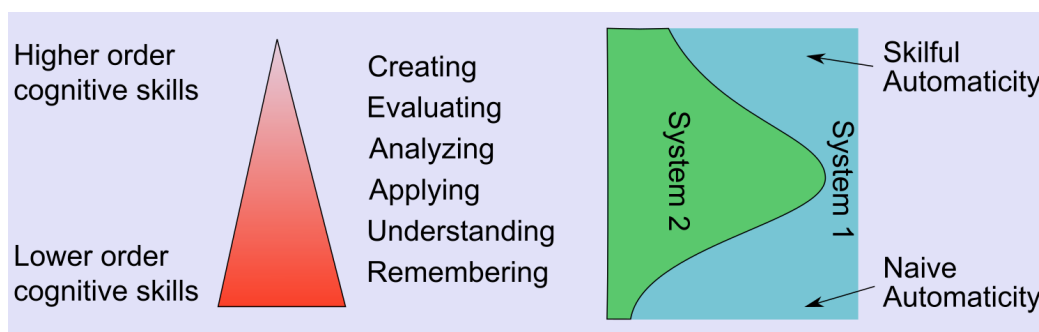 Higher order
cognitive skills
Lower order
cognitive skills
Creating
Evaluating
Analyzing
Applying
Understanding
Remembering
System 2
System 1
Skilful
Automaticity
Naive
Automaticity